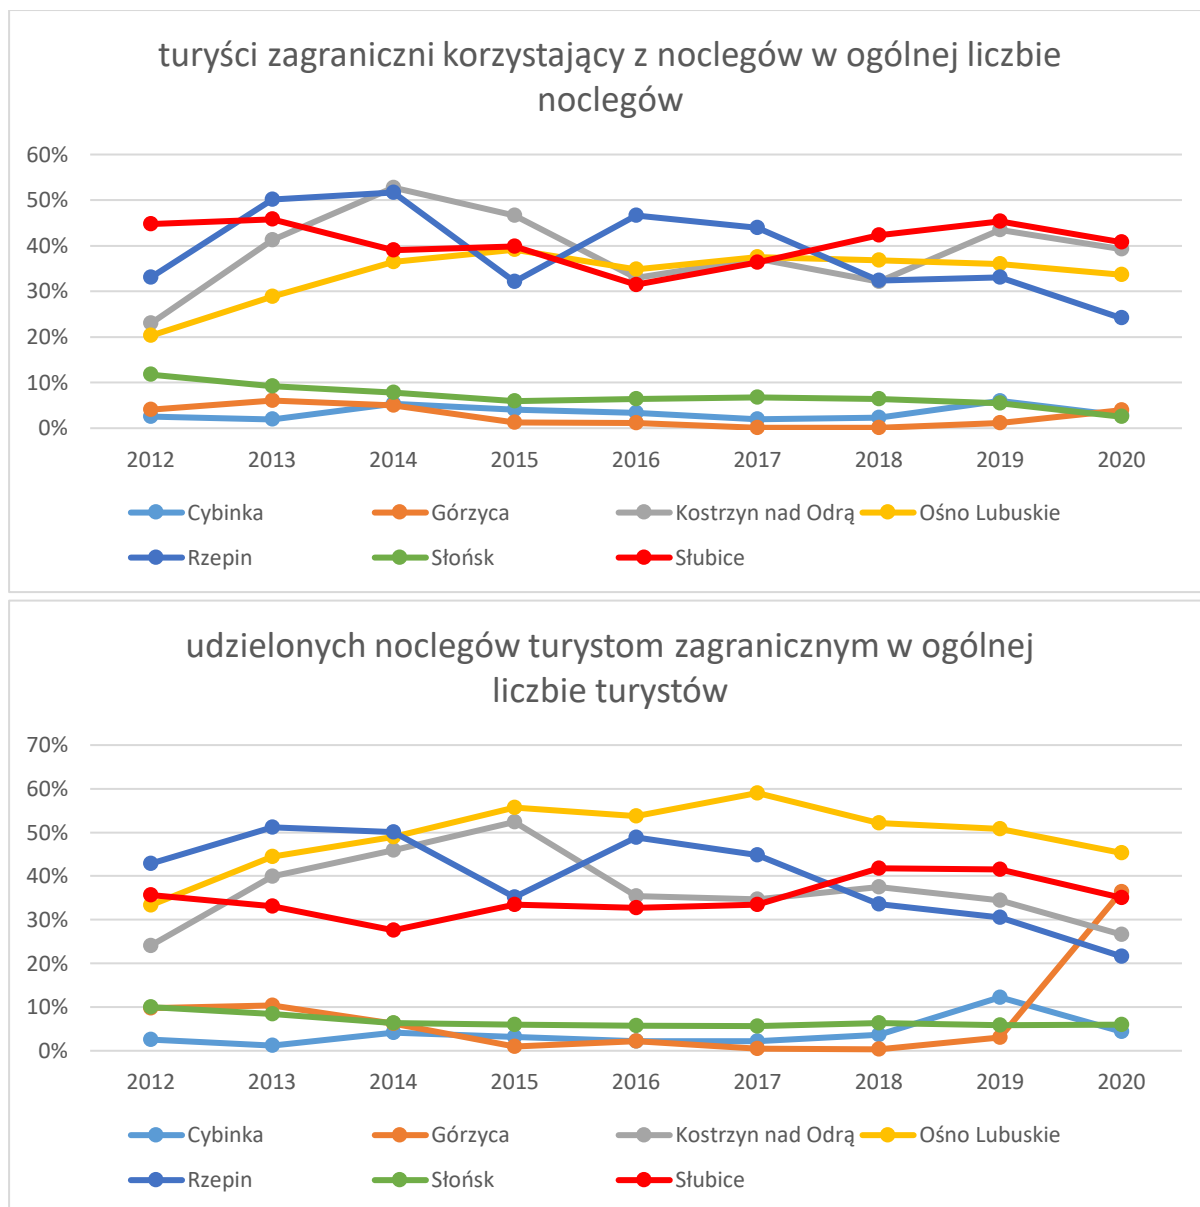 turyści zagraniczni korzystający z noclegów w ogólnej liczbie
noclegów
60%
50%
40%
30%
20%
10%
0%
2012 2013 2014 2015 2016 2017 2018 2019 2020
Cybinka Górzyca Kostrzyn nad Odrą Ośno Lubuskie
Rzepin Słońsk Słubice
udzielonych noclegów turystom zagranicznym w ogólnej
liczbie turystów
70%
60%
50%
40%
30%
20%
10%
0%
2012 2013 2014 2015 2016 2017 2018 2019 2020
Cybinka Górzyca Kostrzyn nad Odrą Ośno Lubuskie
Rzepin Słońsk Słubice